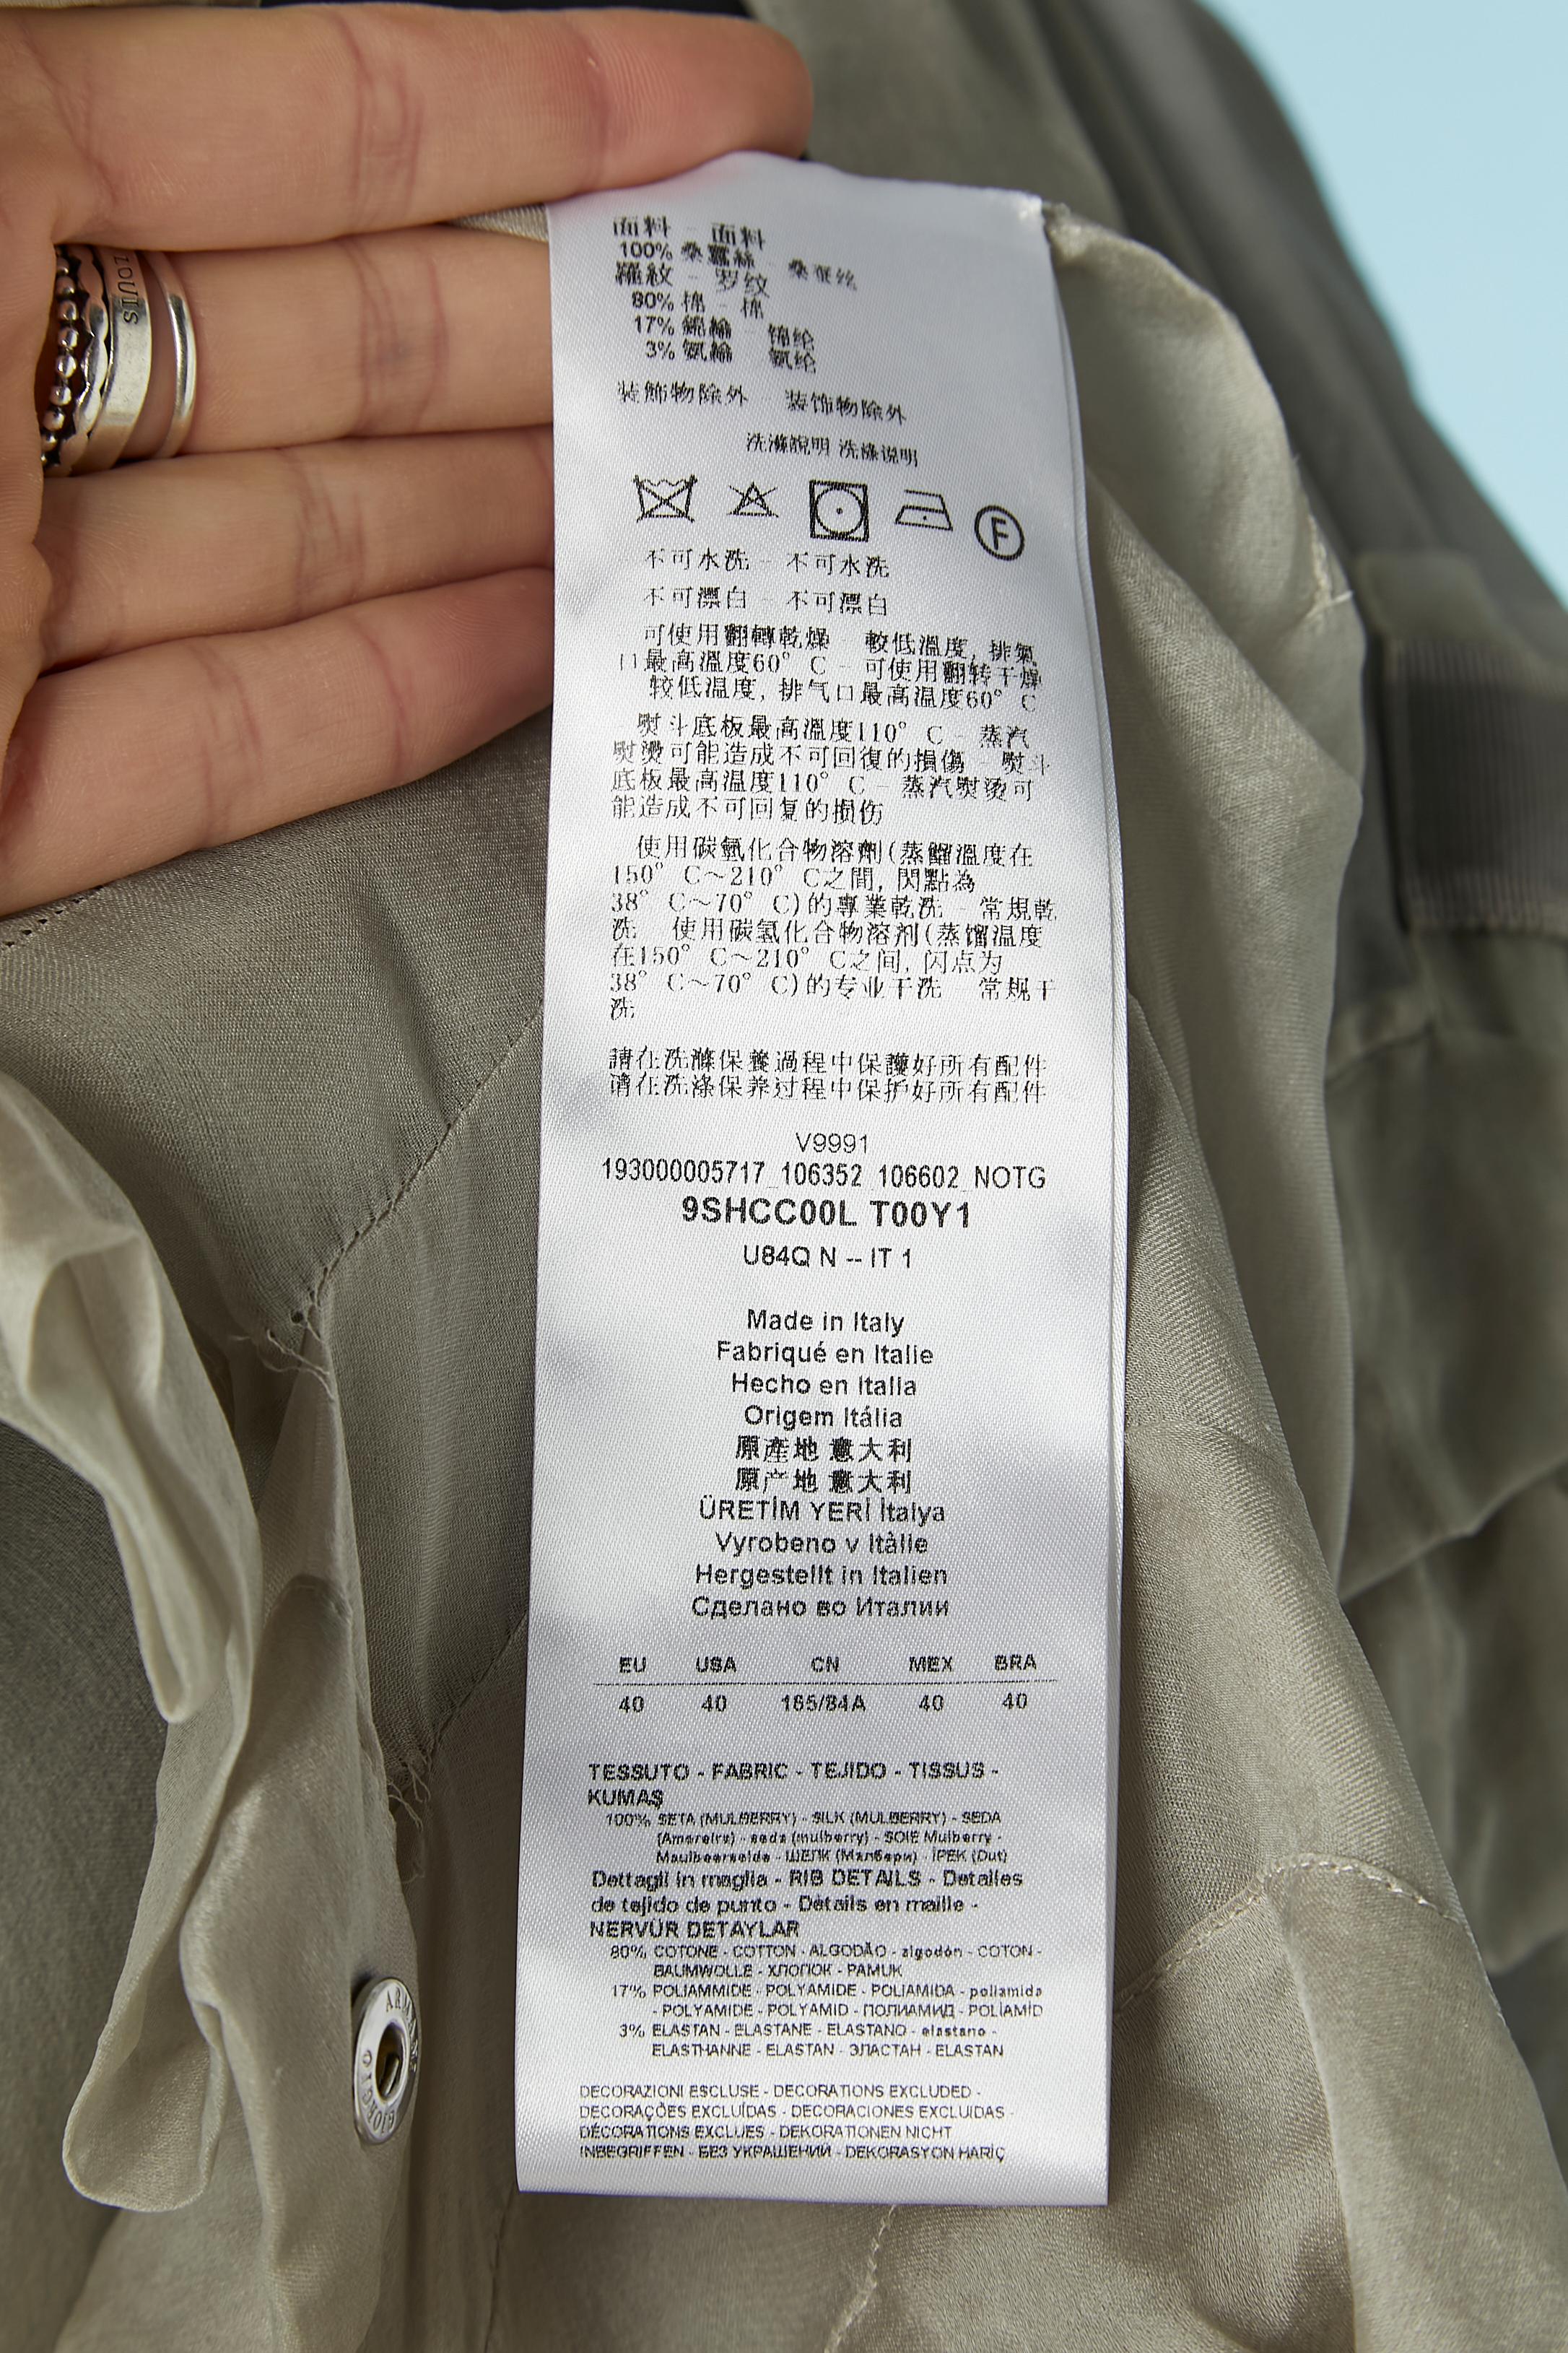 LOUIS
面料 - 面料
100% 桑蠶絲 - 桑蚕丝
羅紋 - 罗纹
80% 棉 - 棉
17% 錦綸 - 锦纶
3% 氨綸 氨纶
装飾物除外 装饰物除外
洗滌說明 洗涤说明
F
不可水洗 - 不可水洗
不可漂白 - 不可漂白
可使用翻轉乾燥 - 較低溫度, 排氣
口最高溫度60° C - 可使用翻转干燥
较低温度, 排气口最高温度60° C
熨斗底板最高溫度110° C - 蒸汽
熨燙可能造成不可回復的損傷 - 熨斗
底板最高温度110° C - 蒸汽熨烫可
能造成不可回复的损伤
使用碳氫化合物溶劑(蒸餾溫度在
150° C～210° C之間, 閃點為
38° C～70° C)的專業乾洗 - 常規乾
洗 使用碳氢化合物溶剂(蒸馏温度
在150° C～210° C之间, 闪点为
38° C～70° C)的专业干洗 - 常规干
洗
請在洗滌保養過程中保護好所有配件
请在洗涤保养过程中保护好所有配件
V9991
193000005717_106352_106602_NOTG
9SHCC00L T00Y1
U84Q N -- IT 1
Made in Italy
Fabriqué en Italie
Hecho en Italia
Origem Itália
原產地 意大利
原产地 意大利
ÜRETİM YERİ İtalya
Vyrobeno v Itàlie
Hergestellt in Italien
Сделано во Италии
EU USA CN MEX BRA
40 40 165/84A 40 40
TESSUTO - FABRIC - TEJIDO - TISSUS -
KUMAŞ
100% SETA (MULBERRY) - SILK (MULBERRY) - SEDA
(Amoreira) - seda (mulberry) - SOIE Mulberry -
Maulbeerseide - ШЕЛК (Малбери) - İPEK (Dut)
Dettagli in maglia - RIB DETAILS - Detalles
de tejido de punto - Dètails en maille -
NERVÜR DETAYLAR
80% COTONE - COTTON - ALGODÃO - algodón - COTON -
BAUMWOLLE - ХЛОПОК - PAMUK
17% POLIAMMIDE - POLYAMIDE - POLIAMIDA - poliamida
- POLYAMIDE - POLYAMID - ПОЛИАМИД - POLİAMİD
3% ELASTAN - ELASTANE - ELASTANO - elastano -
ELASTHANNE - ELASTAN - ЭЛАСТАН - ELASTAN
DECORAZIONI ESCLUSE - DECORATIONS EXCLUDED -
DECORAÇÕES EXCLUÍDAS - DECORACIONES EXCLUIDAS -
DÉCORATIONS EXCLUES - DEKORATIONEN NICHT
INBEGRIFFEN - БЕЗ УКРАШЕНИЙ - DEKORASYON HARİÇ
ARMANI
GIORGIO